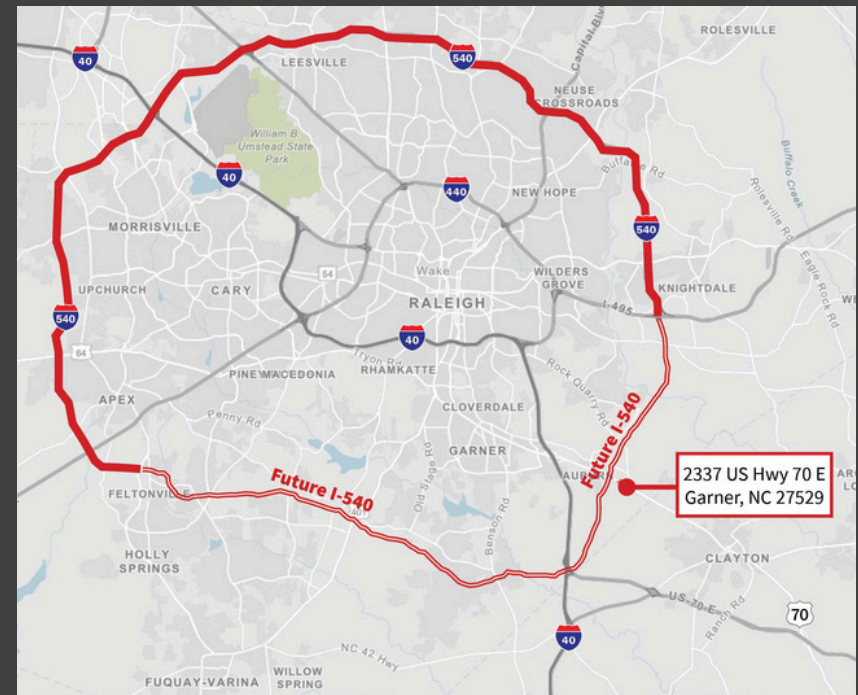 ROLESVILLE
Capital Blv
40
LEESVILLE
540
NEUSE
CROSSROADS
William B.
Umstead State
Park
Buffalo Creek
40
440
Buffaloe Rd
NEW HOPE
Rolesville Rd
MORRISVILLE
540
54
Wake
WILDERS
GROVE
Eagle Rock Rd
UPCHURCH
CARY
RALEIGH
KNIGHTDALE
I-495
540
40
64
Tryon Rd
RHAMKATTE
PINEY
MACEDONIA
Rock Quarry Rd
APEX
Penny Rd
CLOVERDALE
Old Stage Rd
GARNER
Future I-540
AUBURN
2337 US Hwy 70 E
Garner, NC 27529
FELTONVILLE
Future I-540
401
Benson Rd
HOLLY
SPRINGS
CLAYTON
US-70 E
Ranch Rd
70
40
NC 42 Hwy
WILLOW
SPRING
FUQUAY-VARINA